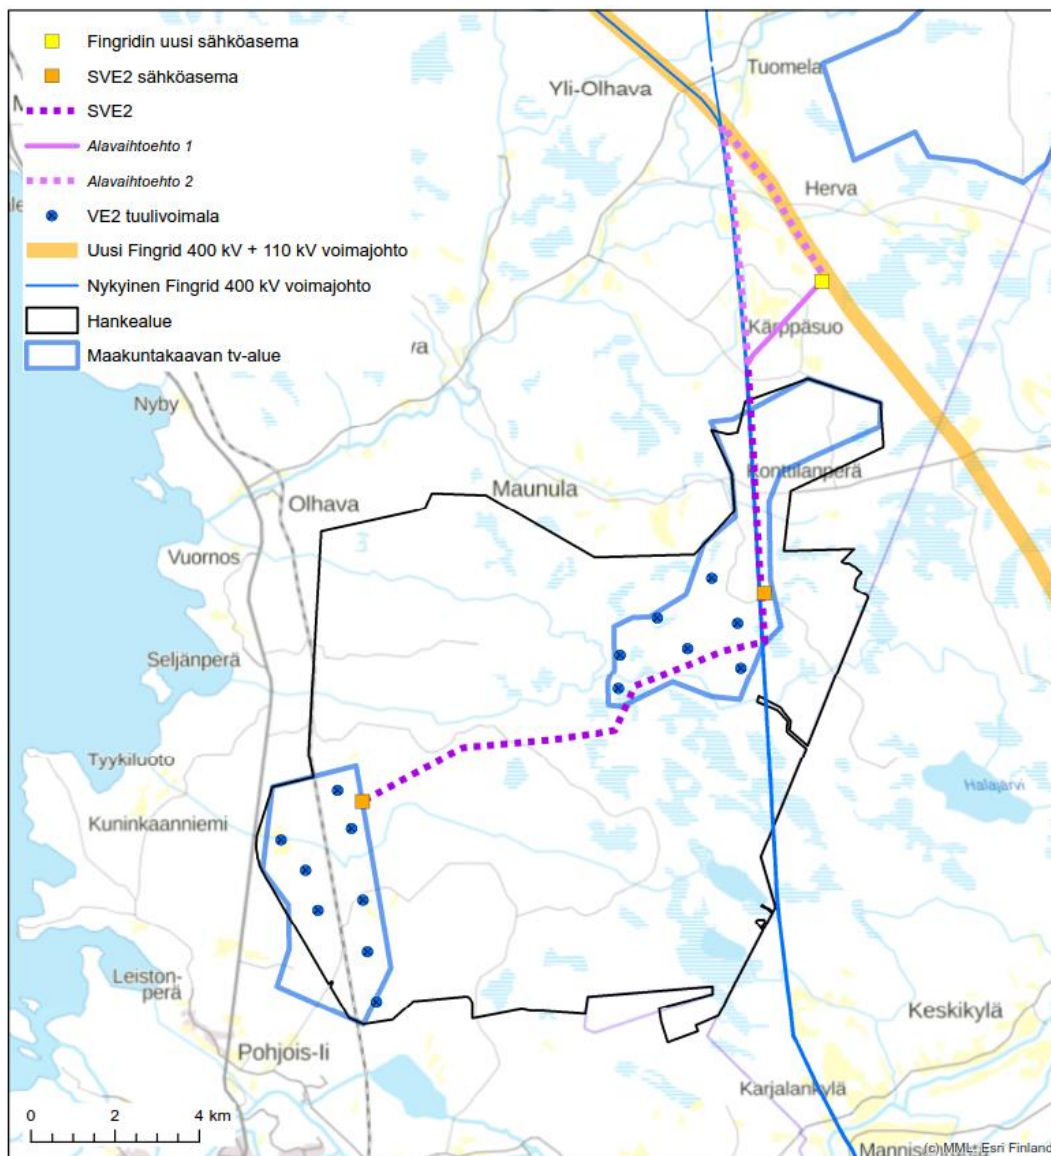 Fingridin uusi sähköasema
SVE2 sähköasema
SVE2
Alavaihtoehto 1
Alavaihtoehto 2
VE2 tuulivoimala
Uusi Fingrid 400 kV + 110 kV voimajohto
Nykyinen Fingrid 400 kV voimajohto
Hankealue
Maakuntakaavan tv-alue
Tuomela
Yli-Olhava
Herva
Kärppäsuo
Nyby
Konttilanperä
Maunula
Olhava
Vuornos
Seljänperä
Tyykiluoto
Halajärvi
Kuninkaanniemi
Leiston-
perä
Keskikylä
Pohjois-Ii
Karjalankylä
0 2 4 km
(c) MML, Esri Finland